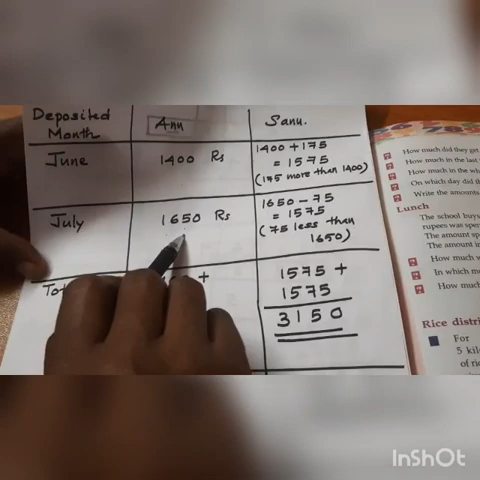 Deposited
Month
Ann
Sanu.
June
1400 Rs
1400 + 175
= 1575
(175 more than 1400)
July
1650 Rs
1650 - 75
= 1575
(75 less than
1650)
+
1575 +
1575
3150
How much did they get
How much in the last
How much in the wh
On which day did th
Write the amounts
Lunch
The school buys
rupees was spen
The amount sp
The amount in
How much
In which m
How much
Rice distri
For
5 kil
of ric
InShOt